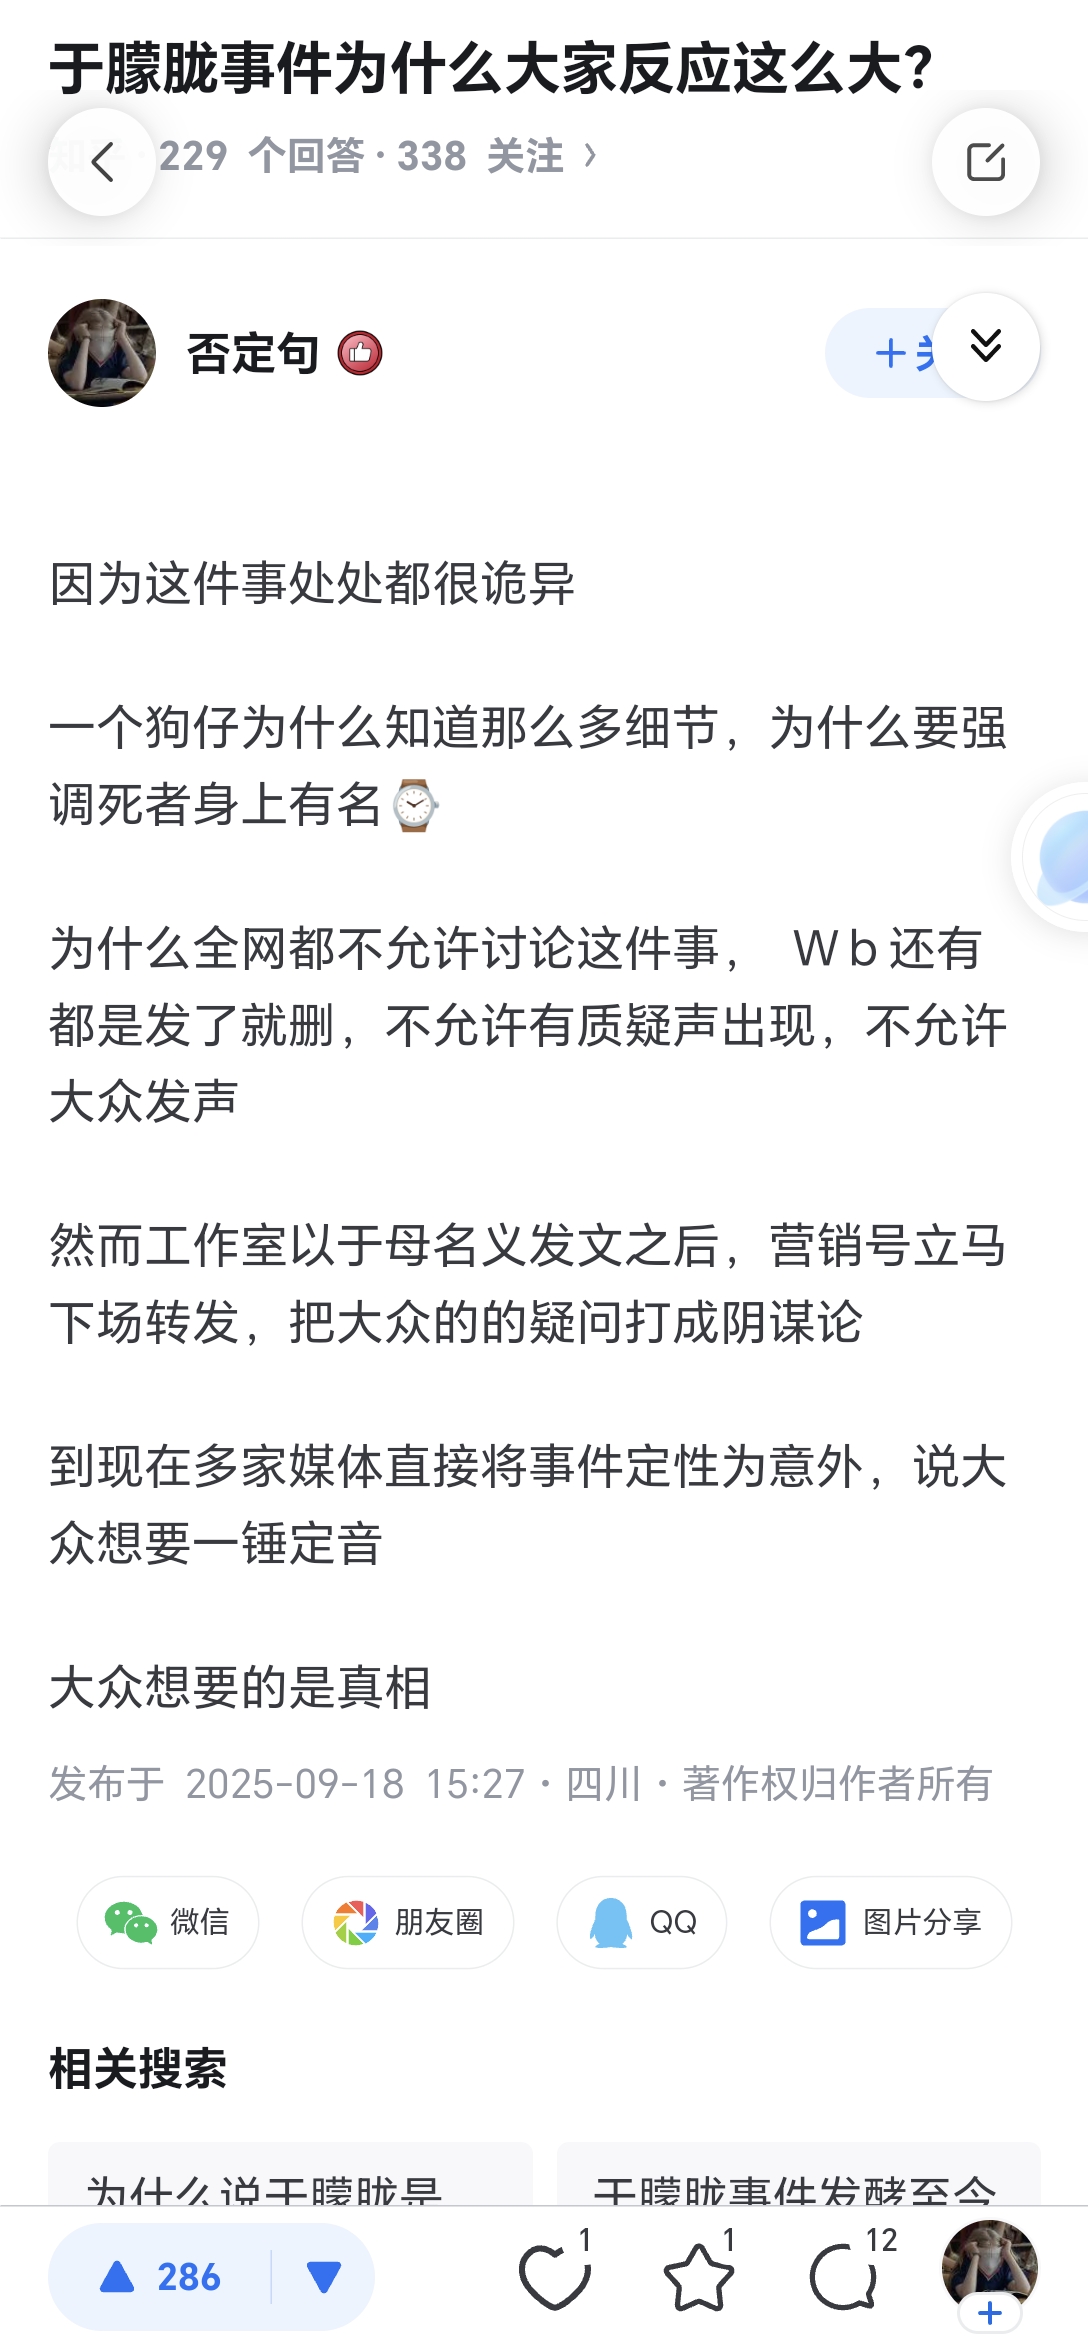 于朦胧事件为什么大家反应这么大?
229 个回答 · 338 关注 >
否定句
+
因为这件事处处都很诡异
一个狗仔为什么知道那么多细节，为什么要强
调死者身上有名⌚
为什么全网都不允许讨论这件事， Wb还有
都是发了就删，不允许有质疑声出现，不允许
大众发声
然而工作室以于母名义发文之后，营销号立马
下场转发，把大众的的疑问打成阴谋论
到现在多家媒体直接将事件定性为意外，说大
众想要一锤定音
大众想要的是真相
发布于 2025-09-18 15:27 · 四川 · 著作权归作者所有
微信 朋友圈 QQ 图片分享
相关搜索
为什么说于朦胧是 于朦胧事件发酵至今
286 1 1 12